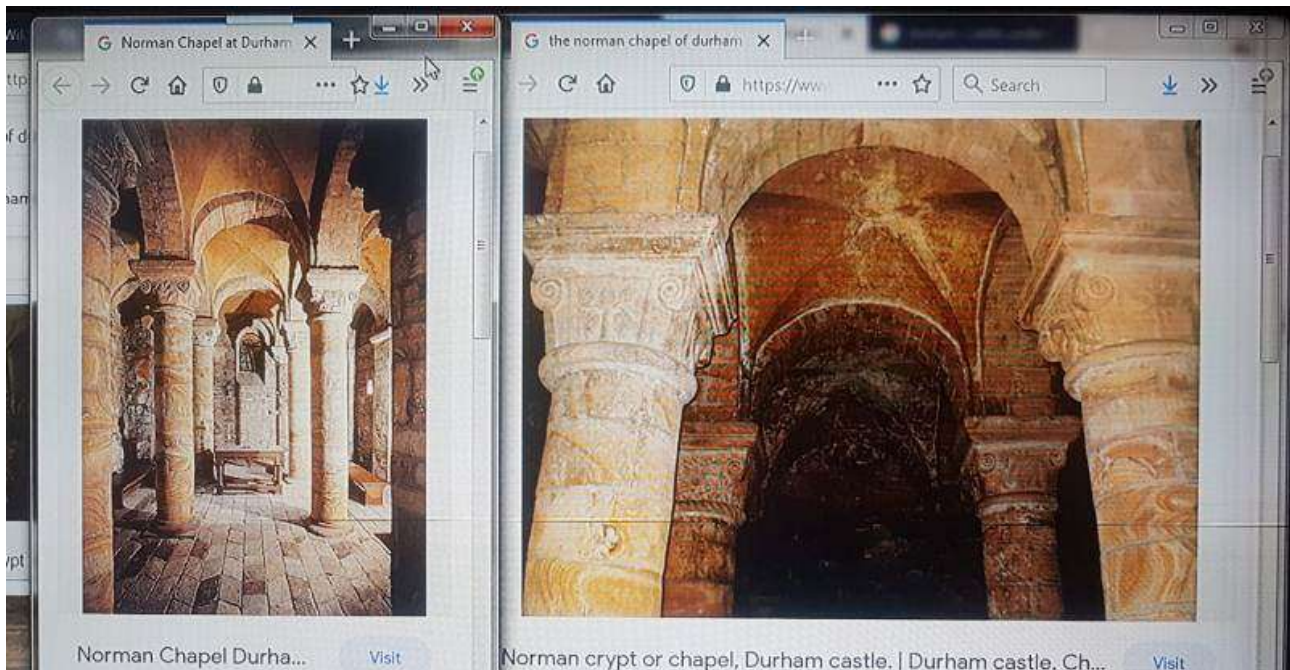 Norman Chapel at Durham
the norman chapel of durham
https://ww
Search
Norman Chapel Durha...
Visit
Norman crypt or chapel, Durham castle. | Durham castle, Ch...
Visit